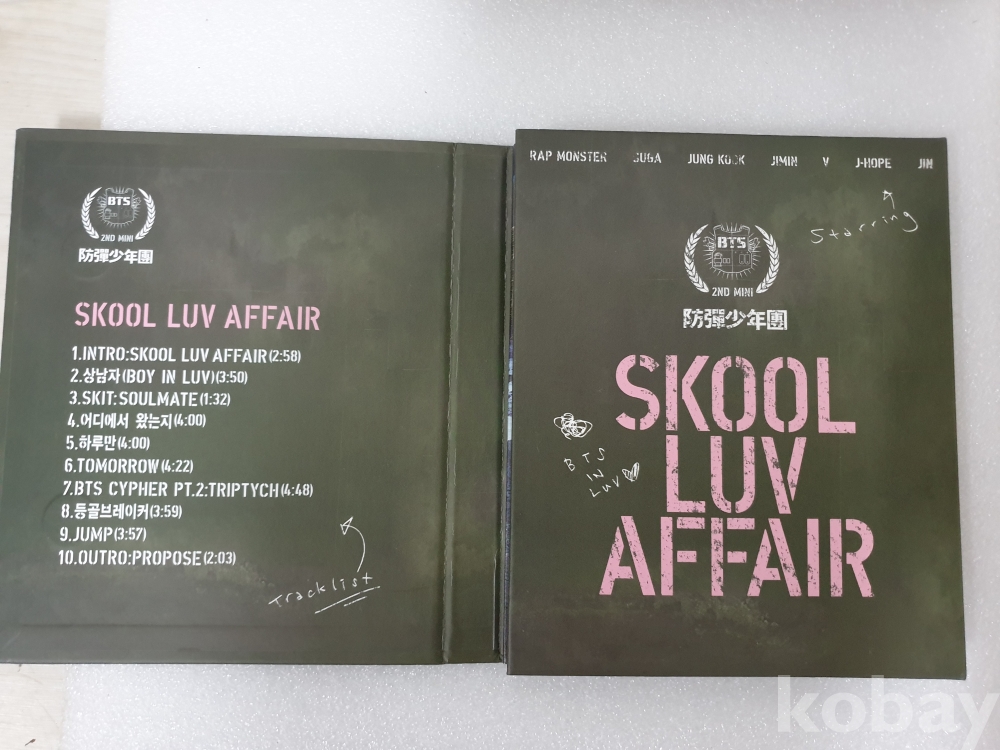 BTS
2ND MINI
防彈少年團
SKOOL LUV AFFAIR
1.INTRO:SKOOL LUV AFFAIR(2:58)
2.상남자(BOY IN LUV)(3:50)
3.SKIT:SOULMATE(1:32)
4.어디에서 왔는지(4:00)
5.하루만(4:00)
6.TOMORROW(4:22)
7.BTS CYPHER PT.2:TRIPTYCH(4:48)
8.등골브레이커(3:59)
9.JUMP(3:57)
10.OUTRO:PROPOSE(2:03)
Tracklist
RAP MONSTER SUGA JUNG KOOK JIMIN V J-HOPE JIN
Starring
BTS
2ND MINI
防彈少年團
SKOOL
LUV
AFFAIR
BTS
IN
LUV
kobay